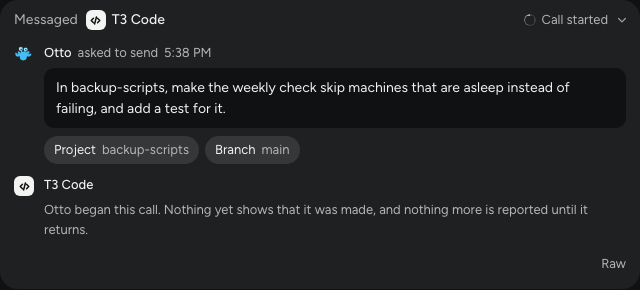 Messaged T3 Code Call started
Otto asked to send 5:38 PM
In backup-scripts, make the weekly check skip machines that are asleep instead of
failing, and add a test for it.
Project backup-scripts Branch main
T3 Code
Otto began this call. Nothing yet shows that it was made, and nothing more is reported until it
returns.
Raw